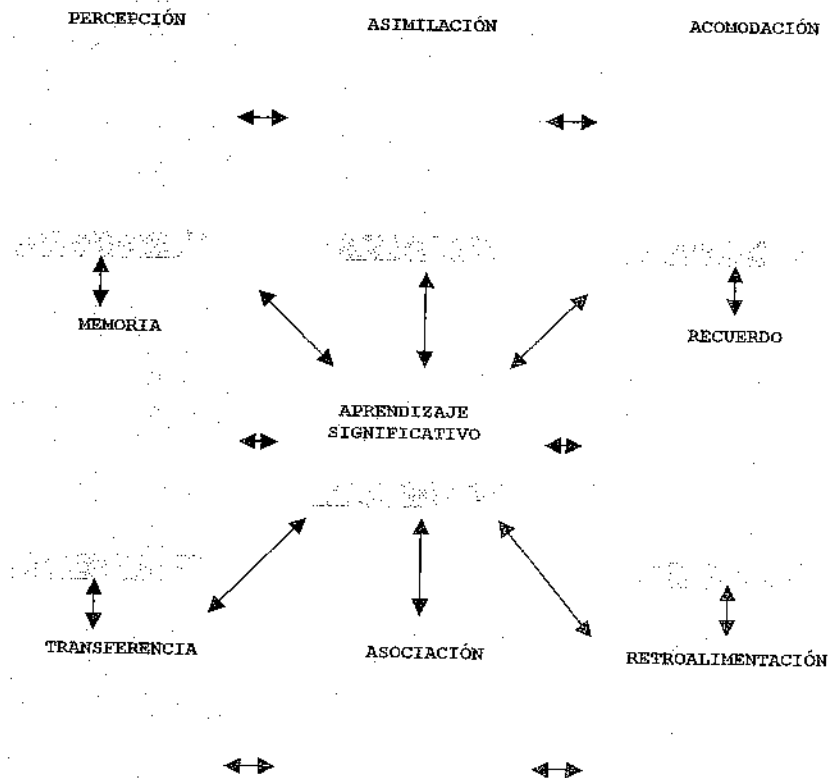 PERCEPCIÓN
ASIMILACIÓN
ACOMODACIÓN
MEMORIA
RECUERDO
APRENDIZAJE
SIGNIFICATIVO
TRANSFERENCIA
ASOCIACIÓN
RETROALIMENTACIÓN